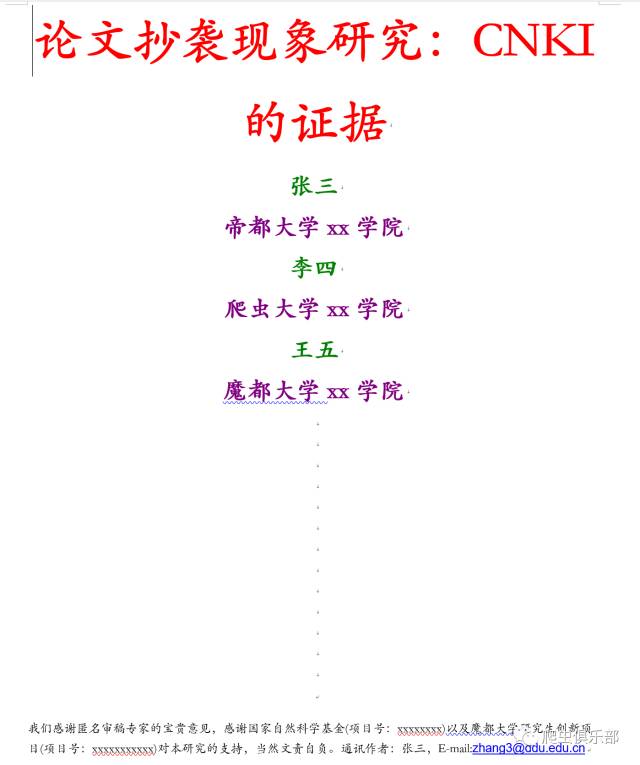 论文抄袭现象研究：CNKI
的证据
张三
帝都大学 xx 学院
李四
爬虫大学 xx 学院
王五
魔都大学 xx 学院
我们感谢匿名审稿专家的宝贵意见，感谢国家自然科学基金(项目号：xxxxxxxx)以及魔都大学研究生创新项
目(项目号：xxxxxxxxxxx)对本研究的支持，当然文责自负。通讯作者：张三，E-mail:zhang3@gdu.edu.cn
爬虫俱乐部